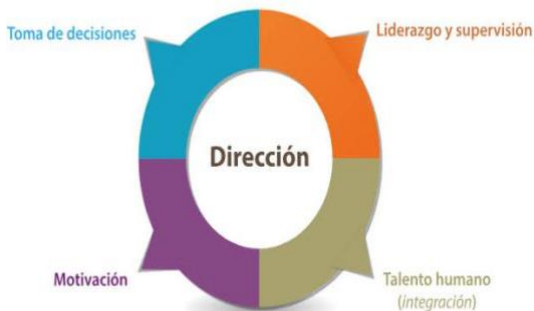 Toma de decisiones
Liderazgo y supervisión
Dirección
Motivación
Talento humano
(integración)